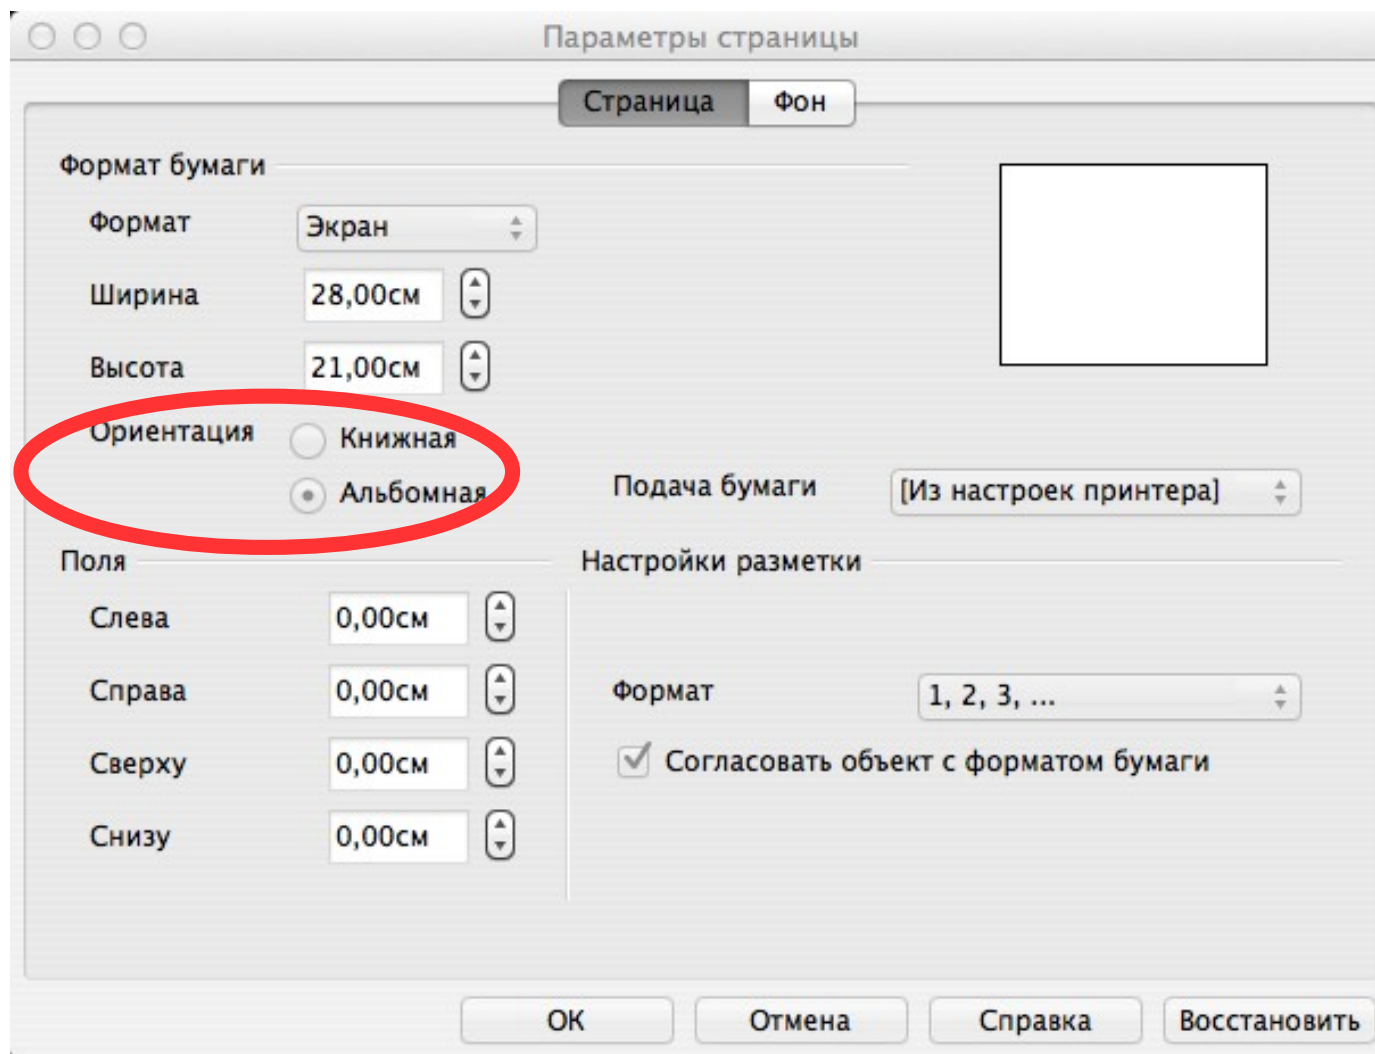 Параметры страницы
Страница Фон
Формат бумаги
Формат Экран
Ширина 28,00см
Высота 21,00см
Ориентация Книжная
Альбомная
Подача бумаги [Из настроек принтера]
Поля
Слева 0,00см
Справа 0,00см
Сверху 0,00см
Снизу 0,00см
Настройки разметки
Формат 1, 2, 3, ...
Согласовать объект с форматом бумаги
ОК Отмена Справка Восстановить